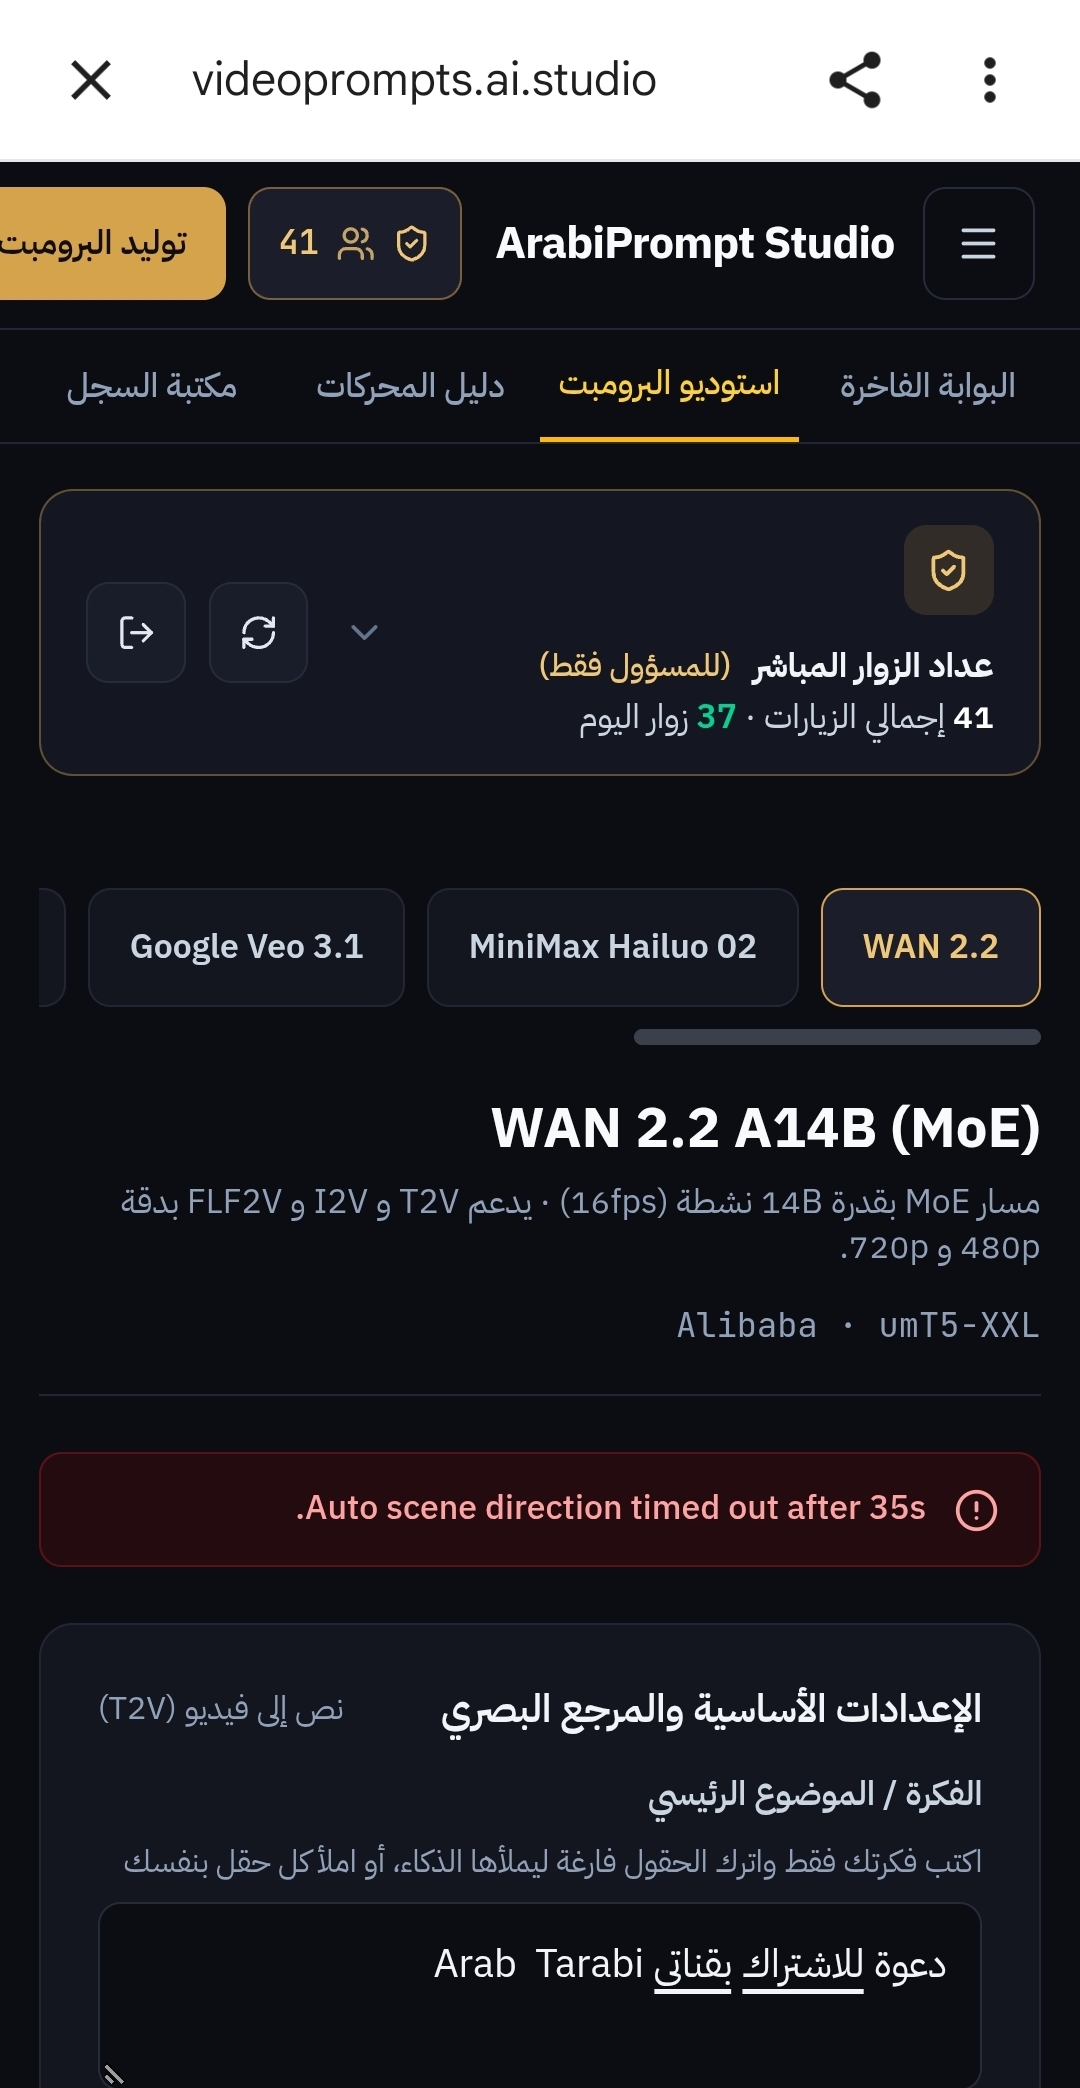 videoprompts.ai.studio
ArabiPrompt Studio
41
توليد البرومبت
البوابة الفاخرة
استوديو البرومبت
دليل المحركات
مكتبة السجل
عداد الزوار المباشر (للمسؤول فقط)
41 إجمالي الزيارات · 37 زوار اليوم
WAN 2.2
MiniMax Hailuo 02
Google Veo 3.1
WAN 2.2 A14B (MoE)
مسار MoE بقدرة 14B نشطة (16fps) · يدعم T2V و I2V و FLF2V بدقة
480p و 720p.
Alibaba · umT5-XXL
Auto scene direction timed out after 35s.
الإعدادات الأساسية والمرجع البصري
نص إلى فيديو (T2V)
الفكرة / الموضوع الرئيسي
اكتب فكرتك فقط واترك الحقول فارغة ليملأها الذكاء، أو املأ كل حقل بنفسك
دعوة للاشتراك بقناتى Arab Tarabi